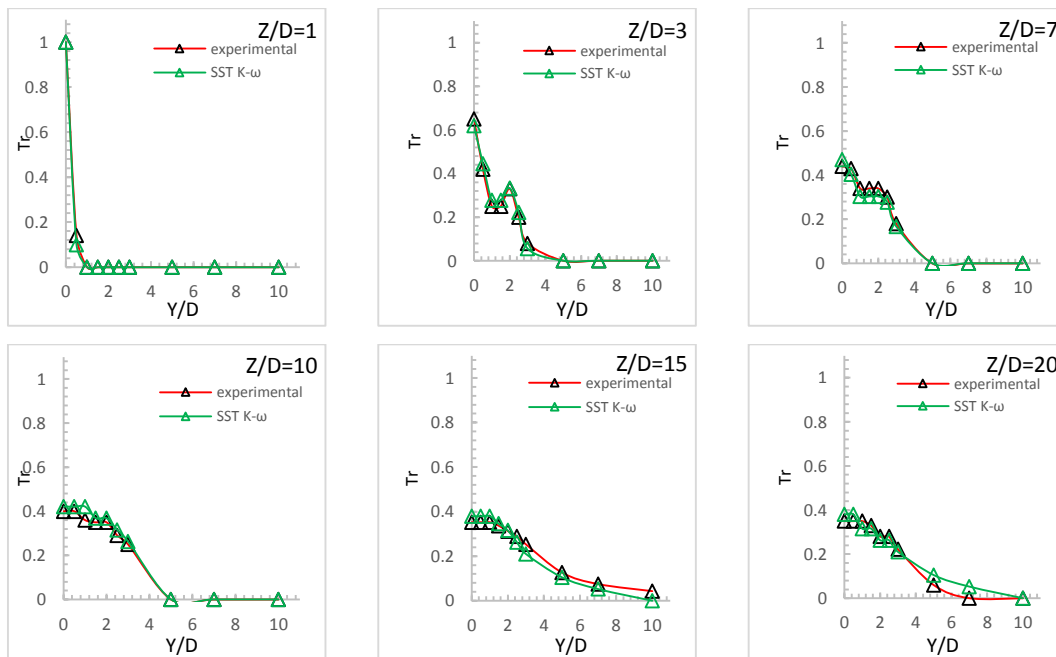 Z/D=1
experimental
SST K-ω
1
0.8
0.6
0.4
0.2
0
Tr
0 2 4 6 8 10
Y/D
Z/D=3
experimental
SST K-ω
1
0.8
0.6
0.4
0.2
0
Tr
0 2 4 6 8 10
Y/D
Z/D=7
experimental
SST K-ω
1
0.8
0.6
0.4
0.2
0
Tr
0 2 4 6 8 10
Y/D
Z/D=10
experimental
SST K-ω
1
0.8
0.6
0.4
0.2
0
Tr
0 2 4 6 8 10
Y/D
Z/D=15
experimental
SST K-ω
1
0.8
0.6
0.4
0.2
0
Tr
0 2 4 6 8 10
Y/D
Z/D=20
experimental
SST K-ω
1
0.8
0.6
0.4
0.2
0
Tr
0 2 4 6 8 10
Y/D